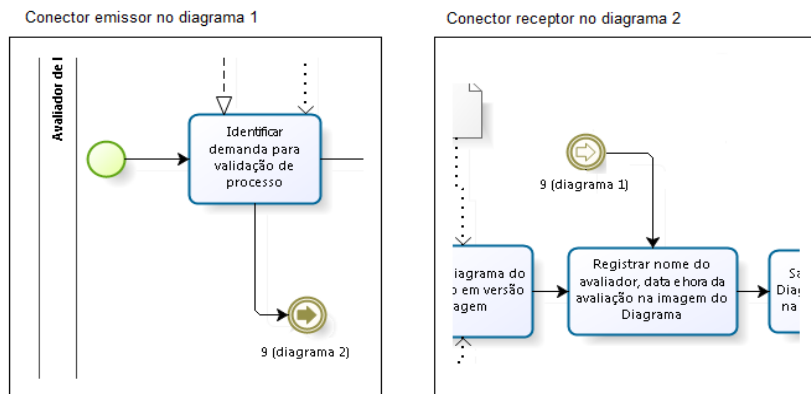 Conector emissor no diagrama 1
Avaliador de
Identificar
demanda para
validação de
processo
9 (diagrama 2)
Conector receptor no diagrama 2
9 (diagrama 1)
iagrama do
o em versão
agem
Registrar nome do
avaliador, data ehora da
avaliação na imagem do
Diagrama
Sa
Diag
na